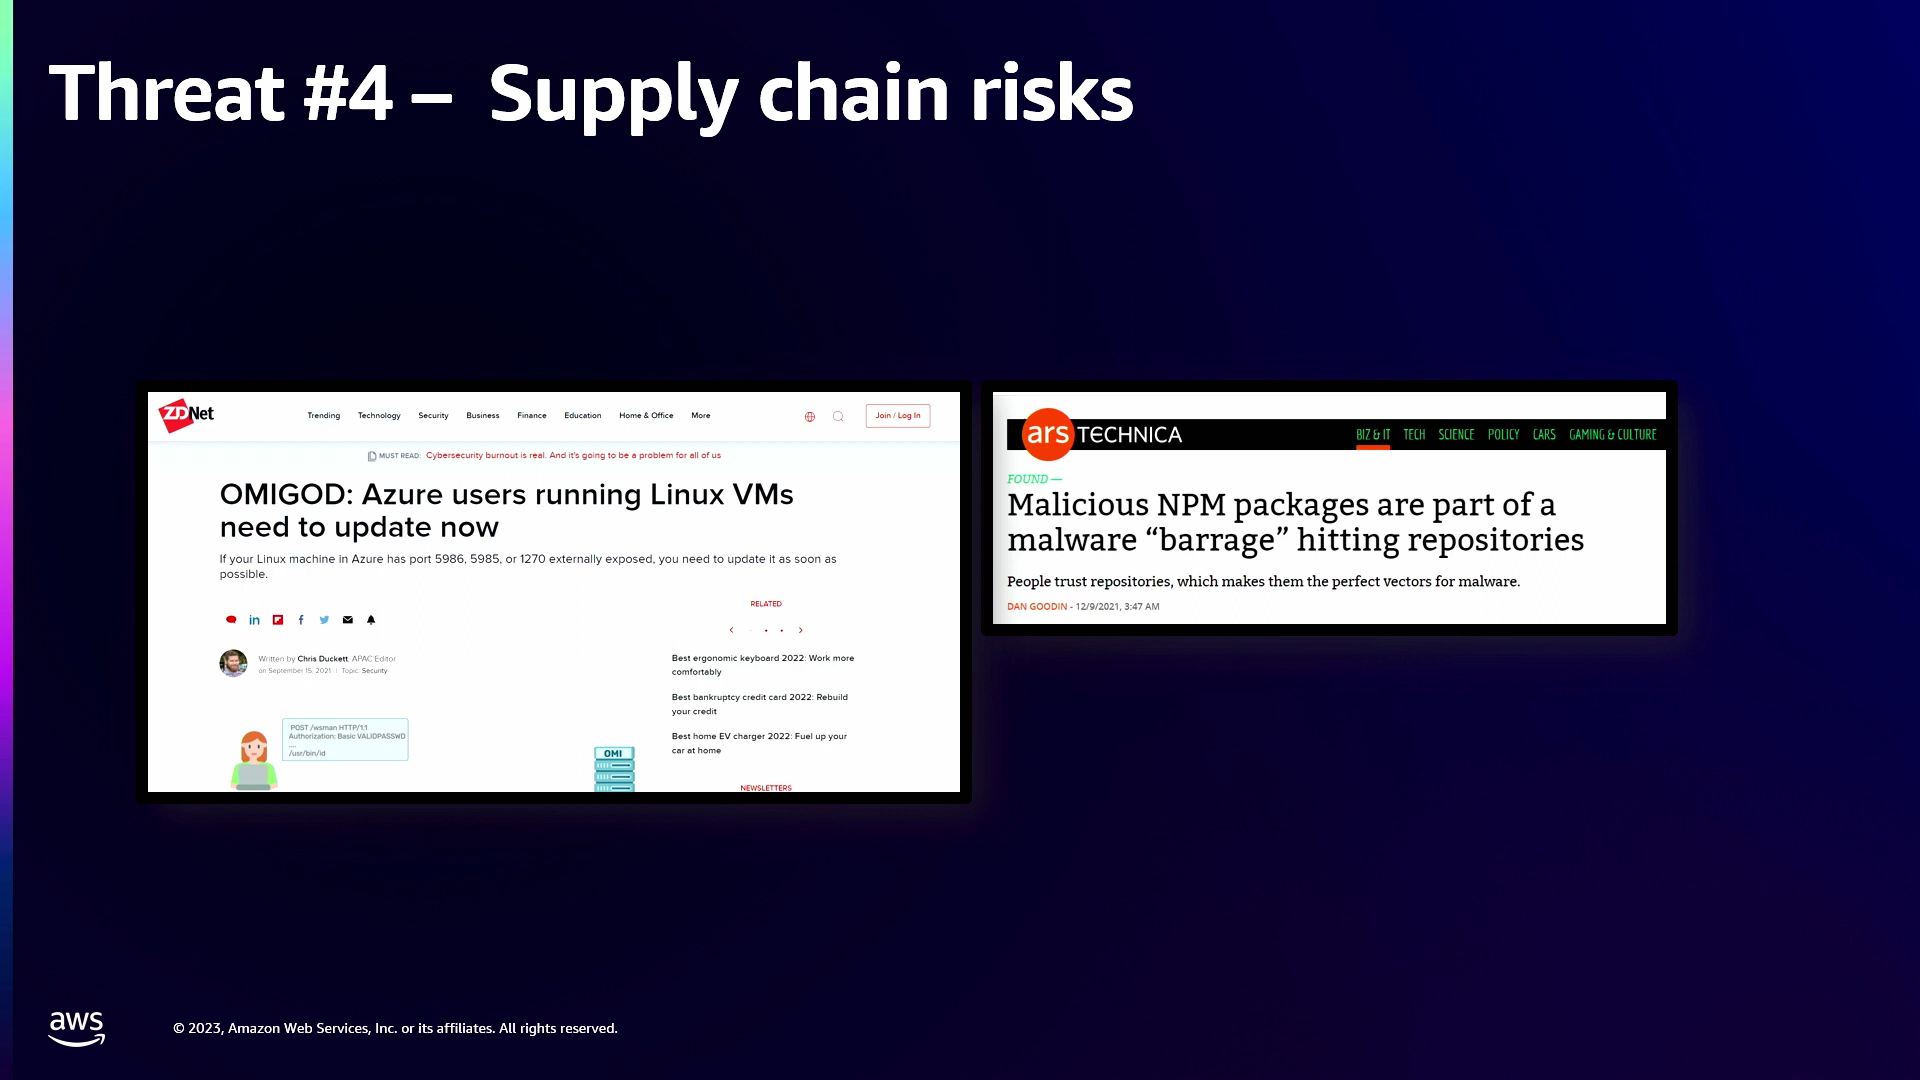 Threat #4 – Supply chain risks
ZDNet
Trending Technology Security Business Finance Education Home & Office More
Join / Log In
MUST READ: Cybersecurity burnout is real. And it's going to be a problem for all of us
OMIGOD: Azure users running Linux VMs
need to update now
If your Linux machine in Azure has port 5986, 5985, or 1270 externally exposed, you need to update it as soon as
possible.
RELATED
Written by Chris Duckett, APAC Editor
on September 15, 2021 | Topic: Security
Best ergonomic keyboard 2022: Work more
comfortably
Best bankruptcy credit card 2022: Rebuild
your credit
Best home EV charger 2022: Fuel up your
car at home
POST /wsman HTTP/1.1
Authorization: Basic VALIDPASSWD
....
/usr/bin/id
OMI
NEWSLETTERS
ars TECHNICA
BIZ & IT TECH SCIENCE POLICY CARS GAMING & CULTURE
FOUND —
Malicious NPM packages are part of a
malware “barrage” hitting repositories
People trust repositories, which makes them the perfect vectors for malware.
DAN GOODIN - 12/9/2021, 3:47 AM
aws
© 2023, Amazon Web Services, Inc. or its affiliates. All rights reserved.